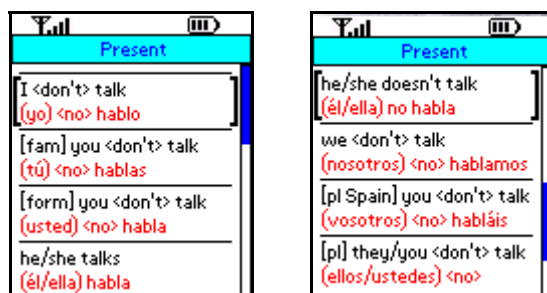 Present
I <don't> talk
(yo) <no> hablo
[fam] you <don't> talk
(tú) <no> hablas
[form] you <don't> talk
(usted) <no> habla
he/she talks
(él/ella) habla
Present
he/she doesn't talk
(él/ella) no habla
we <don't> talk
(nosotros) <no> hablamos
[pl Spain] you <don't> talk
(vosotros) <no> habláis
[pl] they/you <don't> talk
(ellos/ustedes) <no>